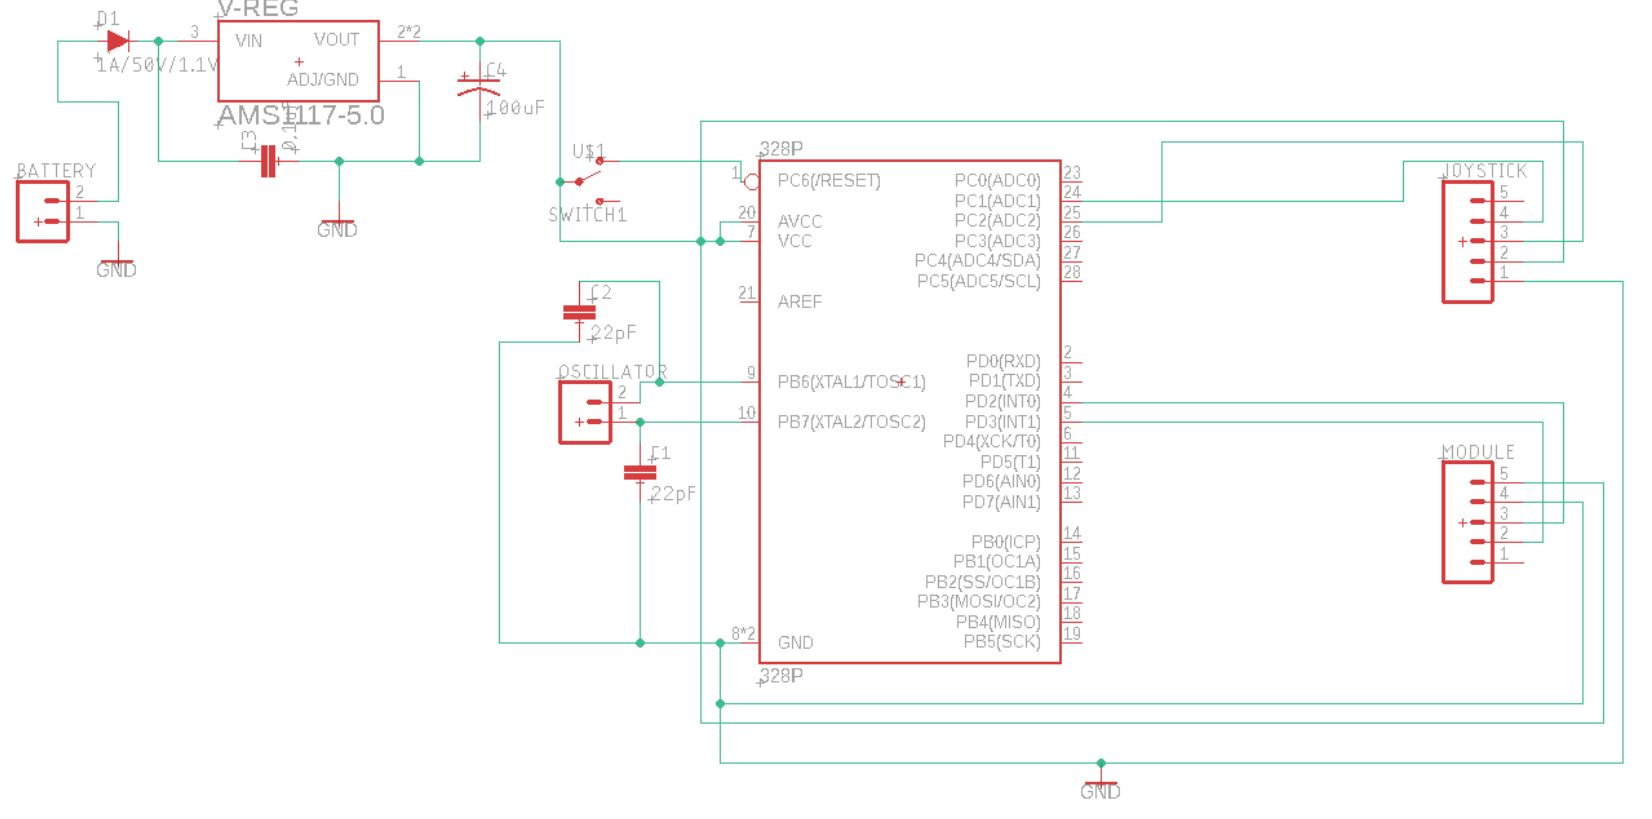 D1
1A/50V/1.1V
V-REG
3
VIN
VOUT
2*2
ADJ/GND
1
AMS1117-5.0
C3
C4
100uF
BATTERY
2
1
GND
GND
U$1
SWITCH1
328P
1
PC6(/RESET)
20
AVCC
7
VCC
21
AREF
9
PB6(XTAL1/TOSC1)
10
PB7(XTAL2/TOSC2)
8*2
GND
PC0(ADC0)
23
PC1(ADC1)
24
PC2(ADC2)
25
PC3(ADC3)
26
PC4(ADC4/SDA)
27
PC5(ADC5/SCL)
28
PD0(RXD)
2
PD1(TXD)
3
PD2(INT0)
4
PD3(INT1)
5
PD4(XCK/T0)
6
PD5(T1)
11
PD6(AIN0)
12
PD7(AIN1)
13
PB0(ICP)
14
PB1(OC1A)
15
PB2(SS/OC1B)
16
PB3(MOSI/OC2)
17
PB4(MISO)
18
PB5(SCK)
19
328P
C2
22pF
OSCILLATOR
2
1
C1
22pF
JOYSTICK
5
4
3
2
1
MODULE
5
4
3
2
1
GND